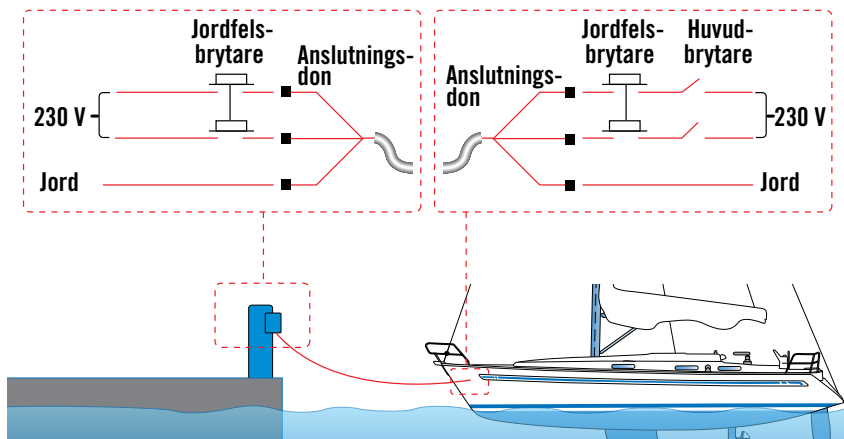 Jordfels-
brytare
Anslutnings-
don
230 V
Jord
Anslutnings-
don
Jordfels-
brytare
Huvud-
brytare
230 V
Jord